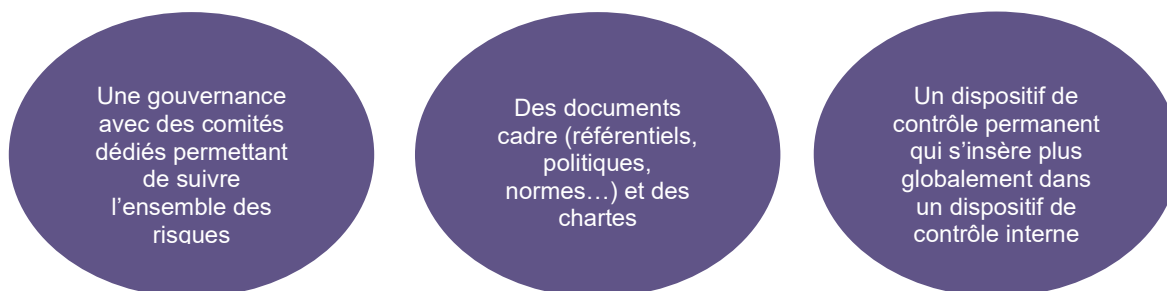 Une gouvernance
avec des comités
dédiés permettant
de suivre
l’ensemble des
risques
Des documents
cadre (référentiels,
politiques,
normes…) et des
chartes
Un dispositif de
contrôle permanent
qui s’insère plus
globalement dans
un dispositif de
contrôle interne